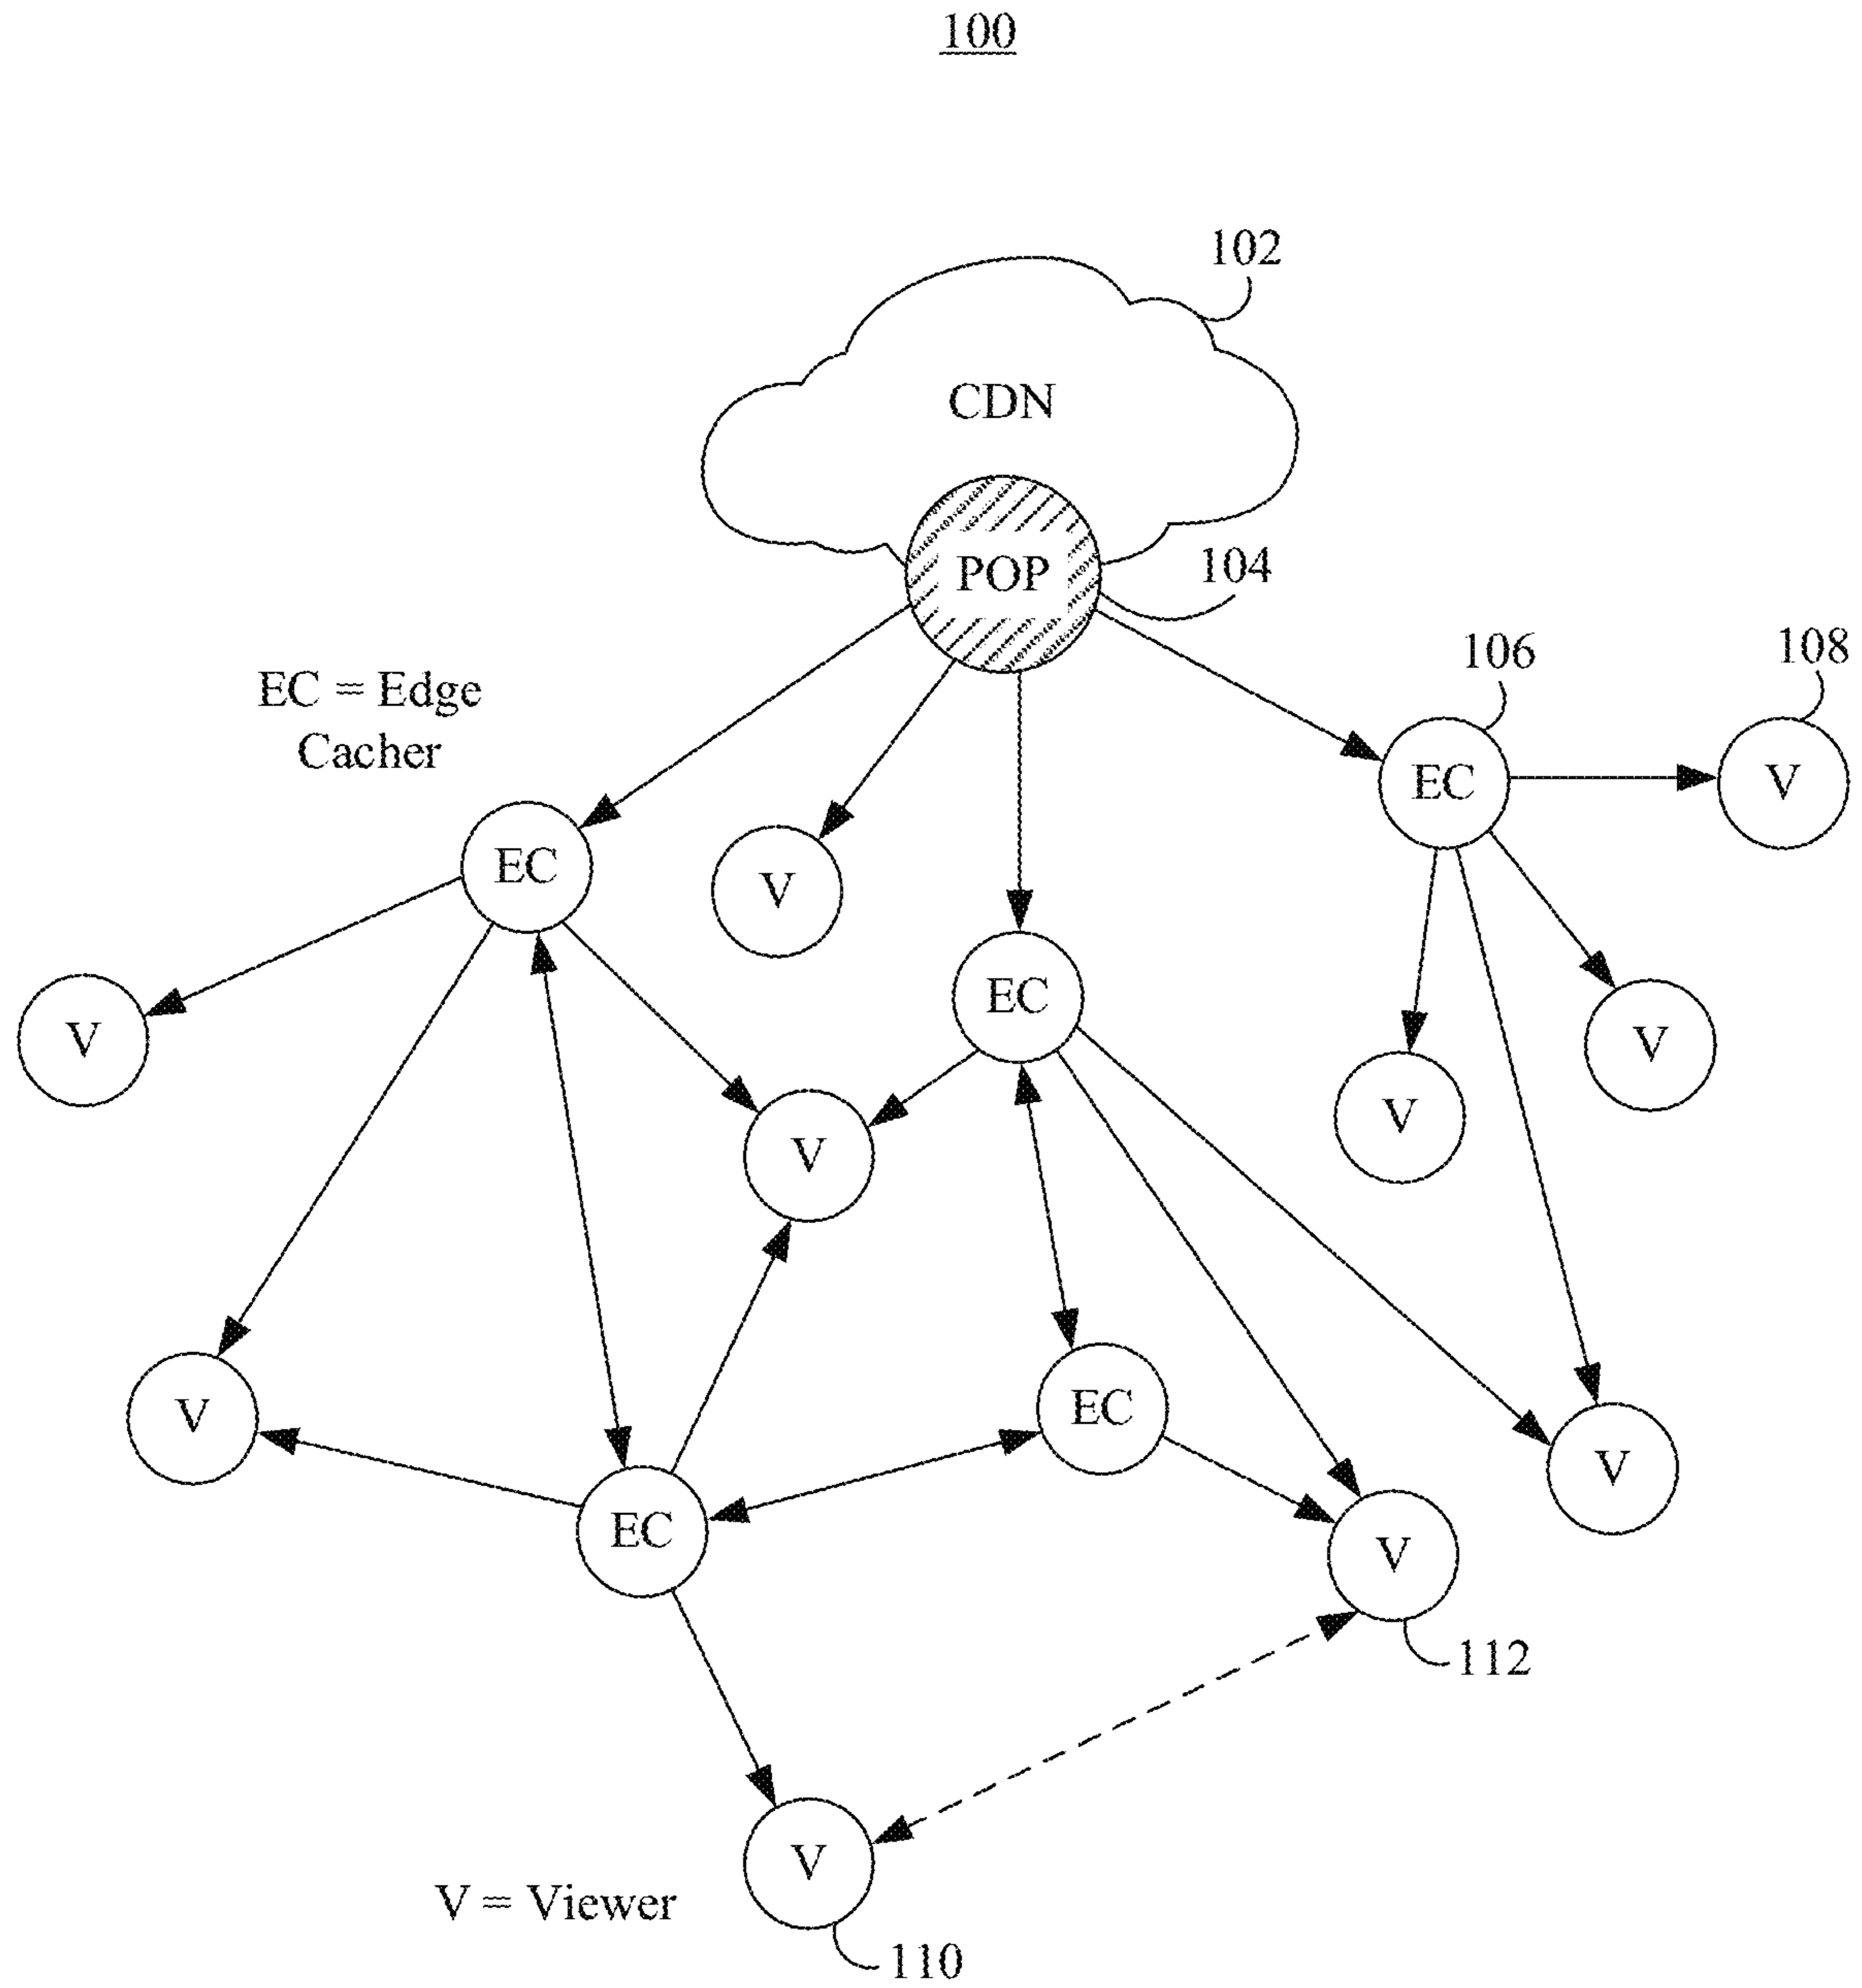 100
102
CDN
POP
104
106
108
EC = Edge
Cacher
EC
V
EC
V
EC
V
V
V
V
V
EC
V
V
EC
V
112
V = Viewer
V
110